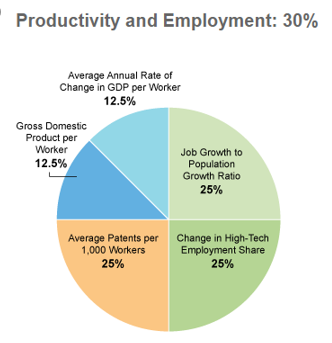 Productivity and Employment: 30%
Average Annual Rate of
Change in GDP per Worker
12.5%
Gross Domestic
Product per
Worker
12.5%
Job Growth to
Population
Growth Ratio
25%
Average Patents per
1,000 Workers
25%
Change in High-Tech
Employment Share
25%